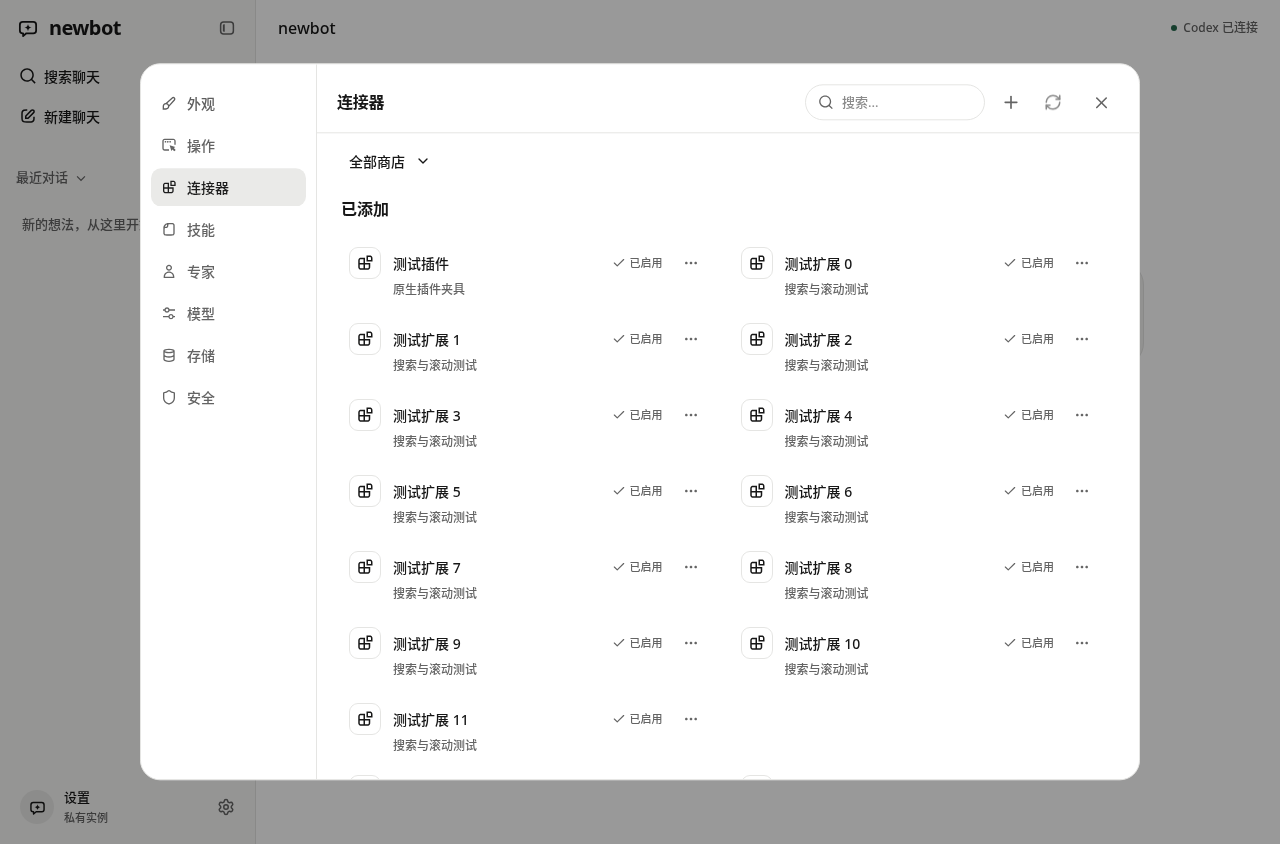 newbot
newbot
Codex 已连接
搜索聊天
新建聊天
最近对话
新的想法，从这里开
设置
私有实例
外观
操作
连接器
技能
专家
模型
存储
安全
连接器
搜索...
全部商店
已添加
测试插件 已启用
原生插件夹具
测试扩展 0 已启用
搜索与滚动测试
测试扩展 1 已启用
搜索与滚动测试
测试扩展 2 已启用
搜索与滚动测试
测试扩展 3 已启用
搜索与滚动测试
测试扩展 4 已启用
搜索与滚动测试
测试扩展 5 已启用
搜索与滚动测试
测试扩展 6 已启用
搜索与滚动测试
测试扩展 7 已启用
搜索与滚动测试
测试扩展 8 已启用
搜索与滚动测试
测试扩展 9 已启用
搜索与滚动测试
测试扩展 10 已启用
搜索与滚动测试
测试扩展 11 已启用
搜索与滚动测试